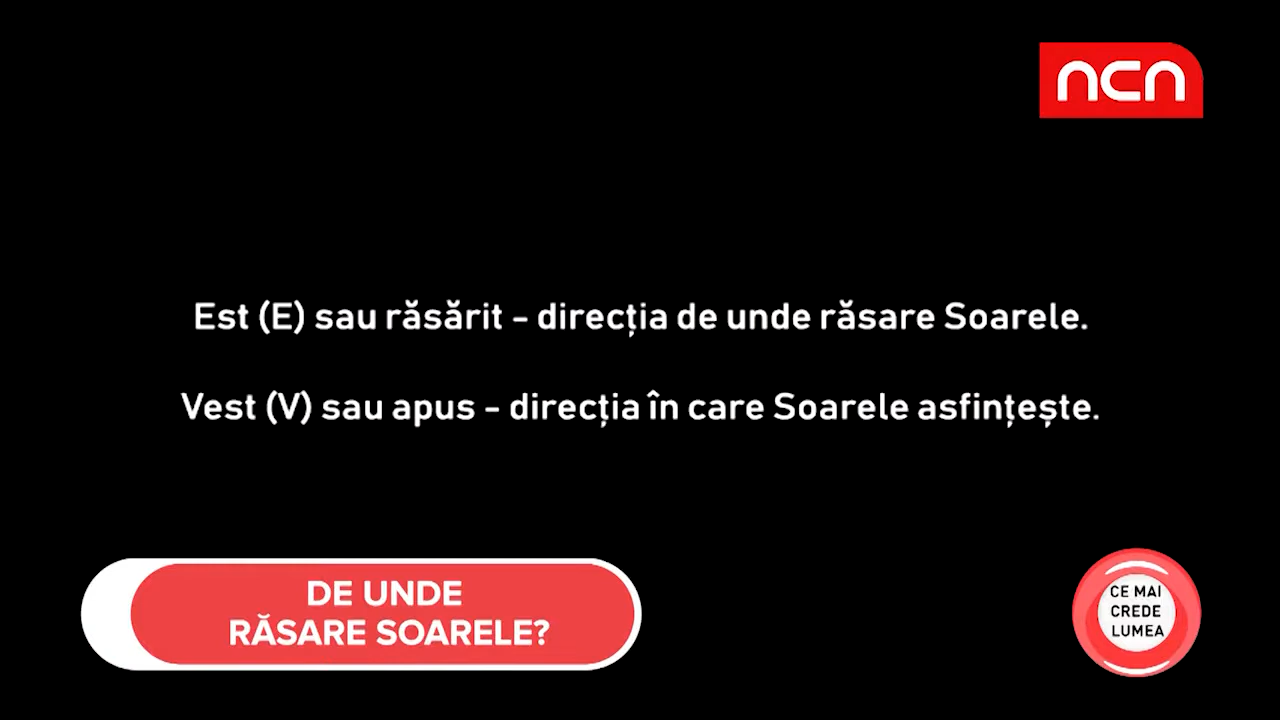 ncn
Est (E) sau răsărit - direcția de unde răsare Soarele.
Vest (V) sau apus - direcția în care Soarele asfințește.
DE UNDE
RĂSARE SOARELE?
CE MAI
CREDE
LUMEA